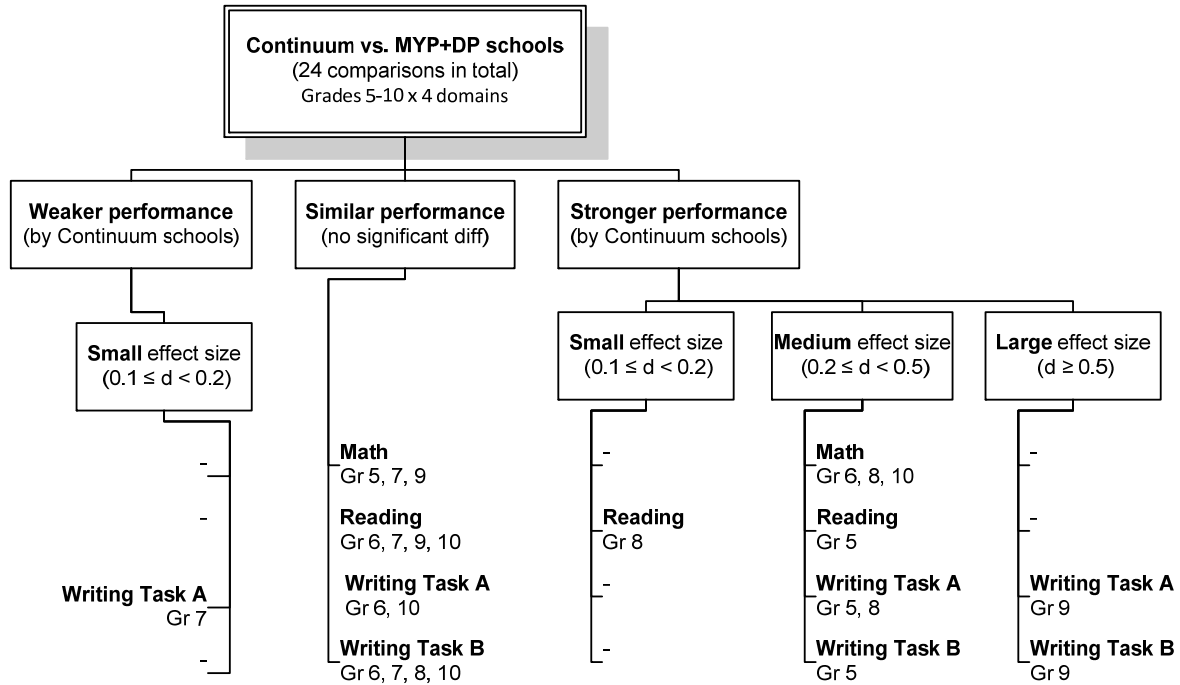 Continuum vs. MYP+DP schools
(24 comparisons in total)
Grades 5-10 x 4 domains
Weaker performance
(by Continuum schools)
Similar performance
(no significant diff)
Stronger performance
(by Continuum schools)
Small effect size
(0.1 ≤ d < 0.2)
Small effect size
(0.1 ≤ d < 0.2)
Medium effect size
(0.2 ≤ d < 0.5)
Large effect size
(d ≥ 0.5)
-
-
Writing Task A
Gr 7
-
Math
Gr 5, 7, 9
Reading
Gr 6, 7, 9, 10
Writing Task A
Gr 6, 10
Writing Task B
Gr 6, 7, 8, 10
-
Reading
Gr 8
-
-
Math
Gr 6, 8, 10
Reading
Gr 5
Writing Task A
Gr 5, 8
Writing Task B
Gr 5
-
-
Writing Task A
Gr 9
Writing Task B
Gr 9